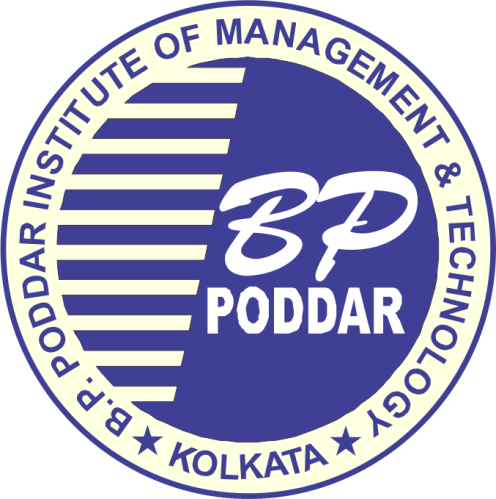 B.P. PODDAR INSTITUTE OF MANAGEMENT & TECHNOLOGY
BP
PODDAR
★ KOLKATA ★